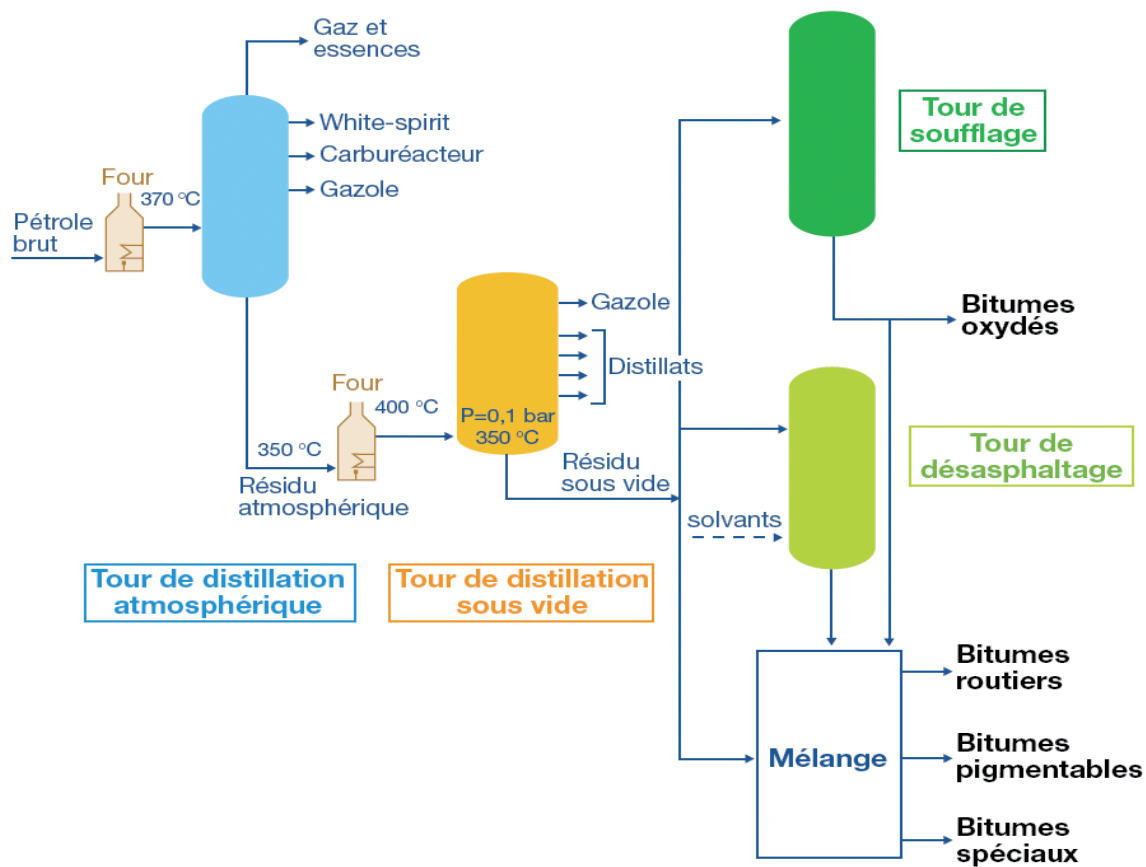 Gaz et
essences
White-spirit
Carburéacteur
Gazole
Four
370 °C
Pétrole
brut
Tour de
soufflage
Gazole
Distillats
Bitumes
oxydés
Four
400 °C
P=0,1 bar
350 °C
350 °C
Résidu
atmosphérique
Résidu
sous vide
solvants
Tour de
désasphaltage
Tour de distillation
atmosphérique
Tour de distillation
sous vide
Mélange
Bitumes
routiers
Bitumes
pigmentables
Bitumes
spéciaux